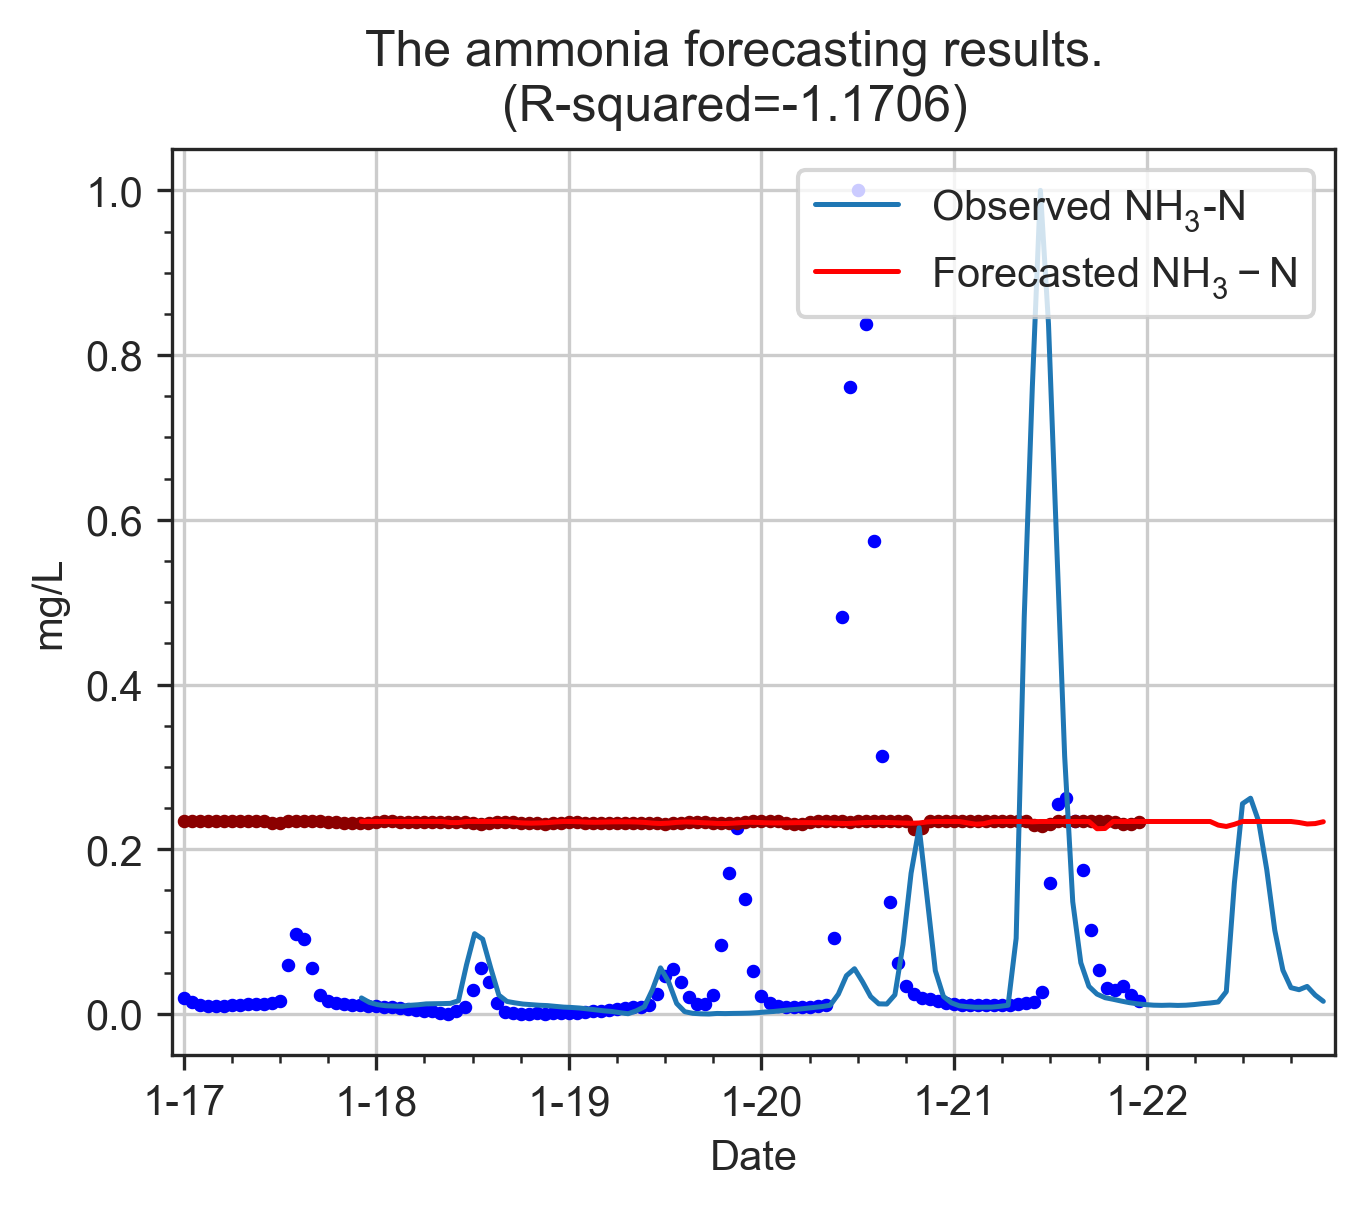 The ammonia forecasting results.
(R-squared=-1.1706)
Observed NH₃-N
Forecasted NH₃ − N
1.0
0.8
0.6
0.4
0.2
0.0
mg/L
1-17 1-18 1-19 1-20 1-21 1-22
Date